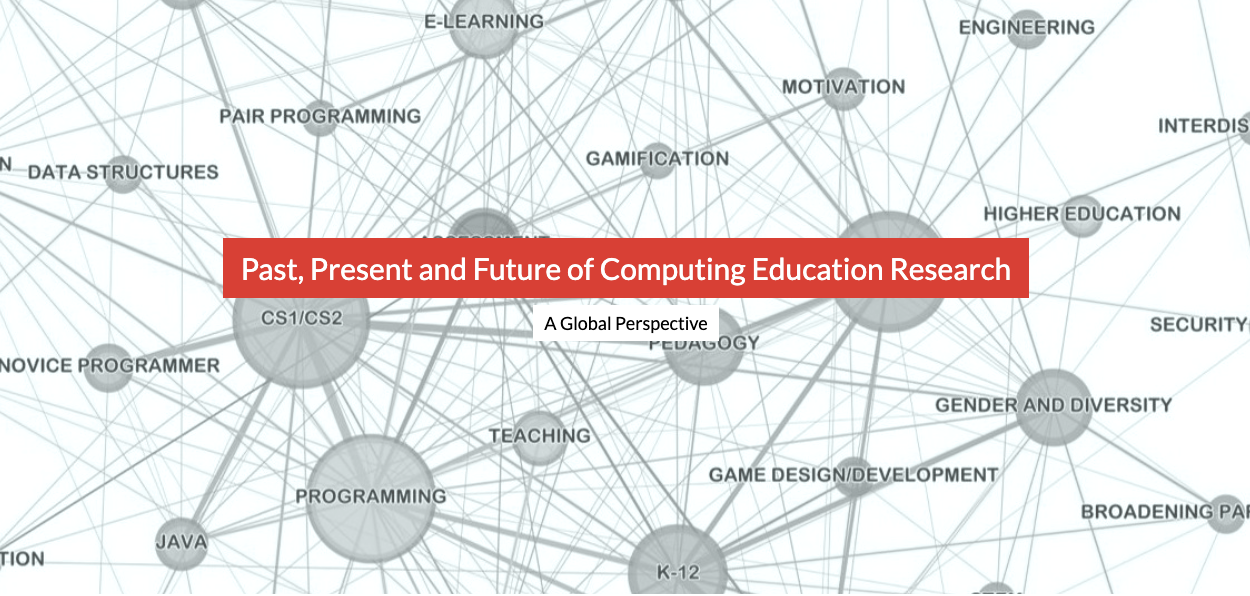 E-LEARNING
ENGINEERING
MOTIVATION
PAIR PROGRAMMING
INTERDIS
GAMIFICATION
N
DATA STRUCTURES
HIGHER EDUCATION
Past, Present and Future of Computing Education Research
CS1/CS2
A Global Perspective
SECURITY
PEDAGOGY
NOVICE PROGRAMMER
GENDER AND DIVERSITY
TEACHING
GAME DESIGN/DEVELOPMENT
PROGRAMMING
BROADENING PAR
JAVA
TION
K-12